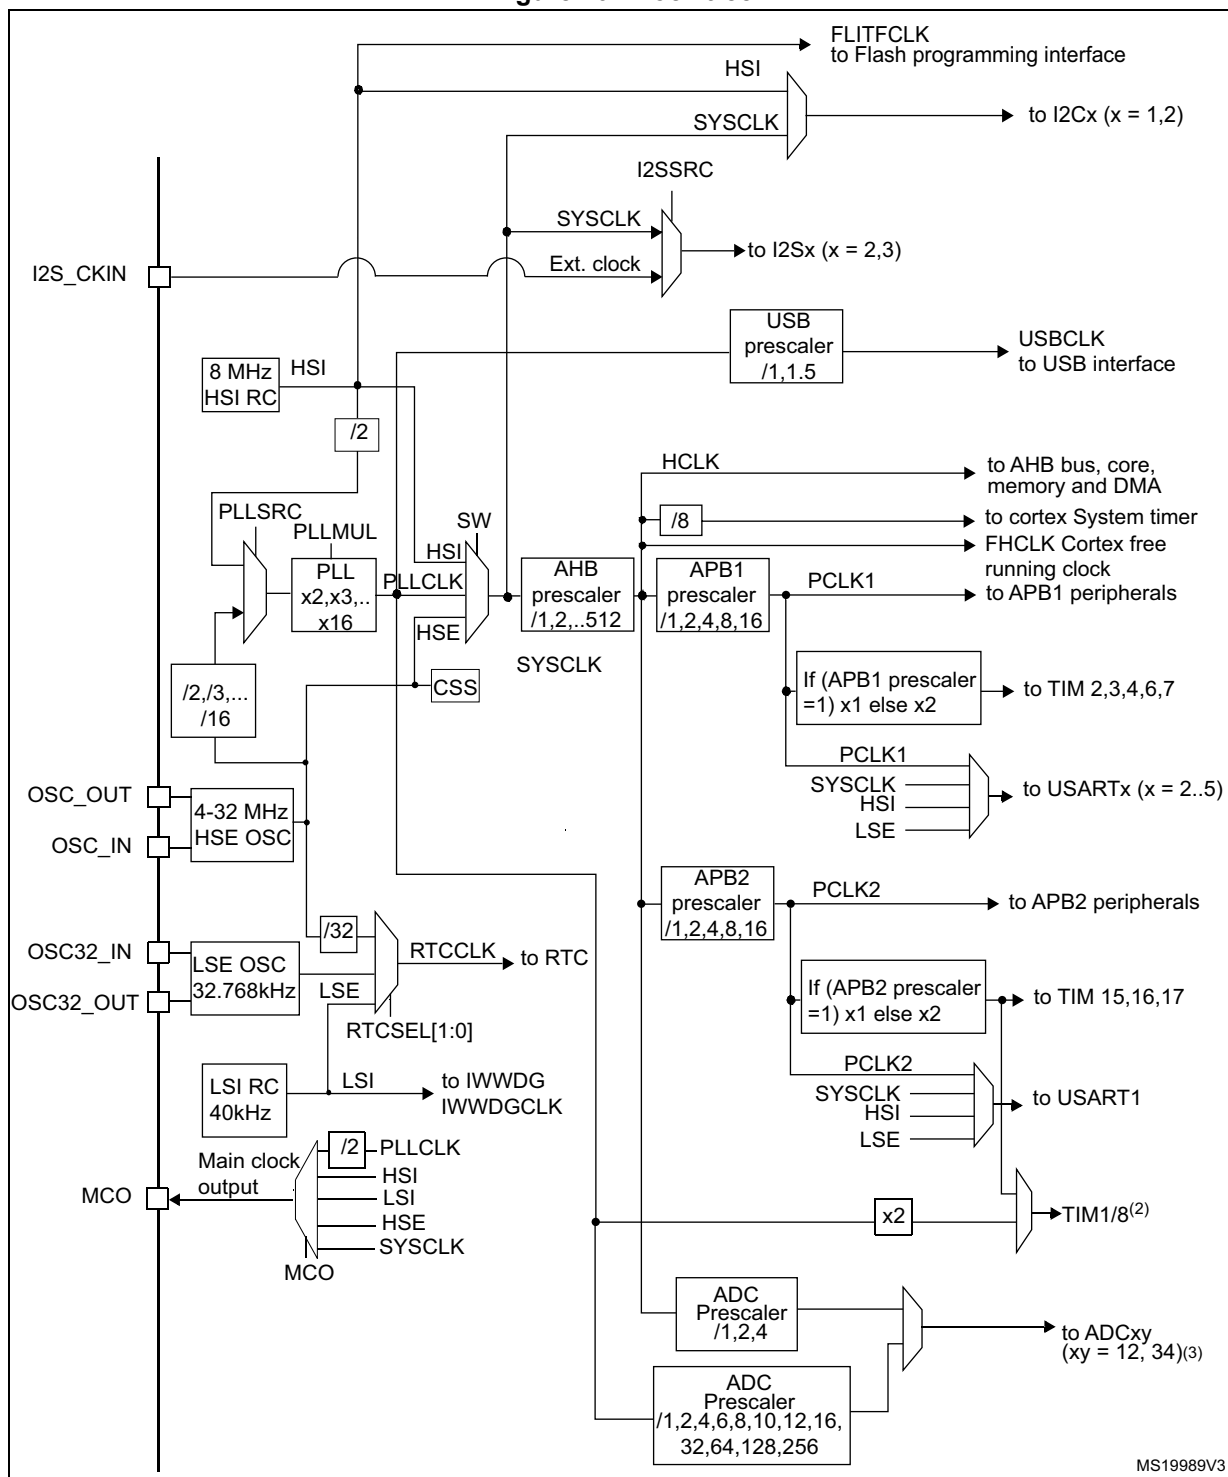 FLITFCLK
to Flash programming interface
HSI
to I2Cx (x = 1,2)
SYSCLK
I2SSRC
SYSCLK
to I2Sx (x = 2,3)
I2S_CKIN
Ext. clock
USB
prescaler
/1,1.5
USBCLK
to USB interface
8 MHz
HSI RC
HSI
/2
HCLK
to AHB bus, core,
memory and DMA
PLLSRC
PLLMUL
SW
/8
to cortex System timer
FHCLK Cortex free
running clock
HSI
PLL
x2,x3,..
x16
PLLCLK
AHB
prescaler
/1,2,..512
APB1
prescaler
/1,2,4,8,16
PCLK1
to APB1 peripherals
HSE
SYSCLK
CSS
/2,/3,...
/16
If (APB1 prescaler
=1) x1 else x2
to TIM 2,3,4,6,7
PCLK1
SYSCLK
HSI
LSE
to USARTx (x = 2..5)
OSC_OUT
OSC_IN
4-32 MHz
HSE OSC
APB2
prescaler
/1,2,4,8,16
PCLK2
to APB2 peripherals
/32
OSC32_IN
OSC32_OUT
LSE OSC
32.768kHz
LSE
RTCCLK
to RTC
RTCSEL[1:0]
If (APB2 prescaler
=1) x1 else x2
to TIM 15,16,17
LSI RC
40kHz
LSI
to IWWDG
IWWDGCLK
PCLK2
SYSCLK
HSI
LSE
to USART1
MCO
Main clock
output
/2
PLLCLK
HSI
LSI
HSE
SYSCLK
MCO
x2
TIM1/8(2)
ADC
Prescaler
/1,2,4
to ADCxy
(xy = 12, 34)(3)
ADC
Prescaler
/1,2,4,6,8,10,12,16,
32,64,128,256
MS19989V3